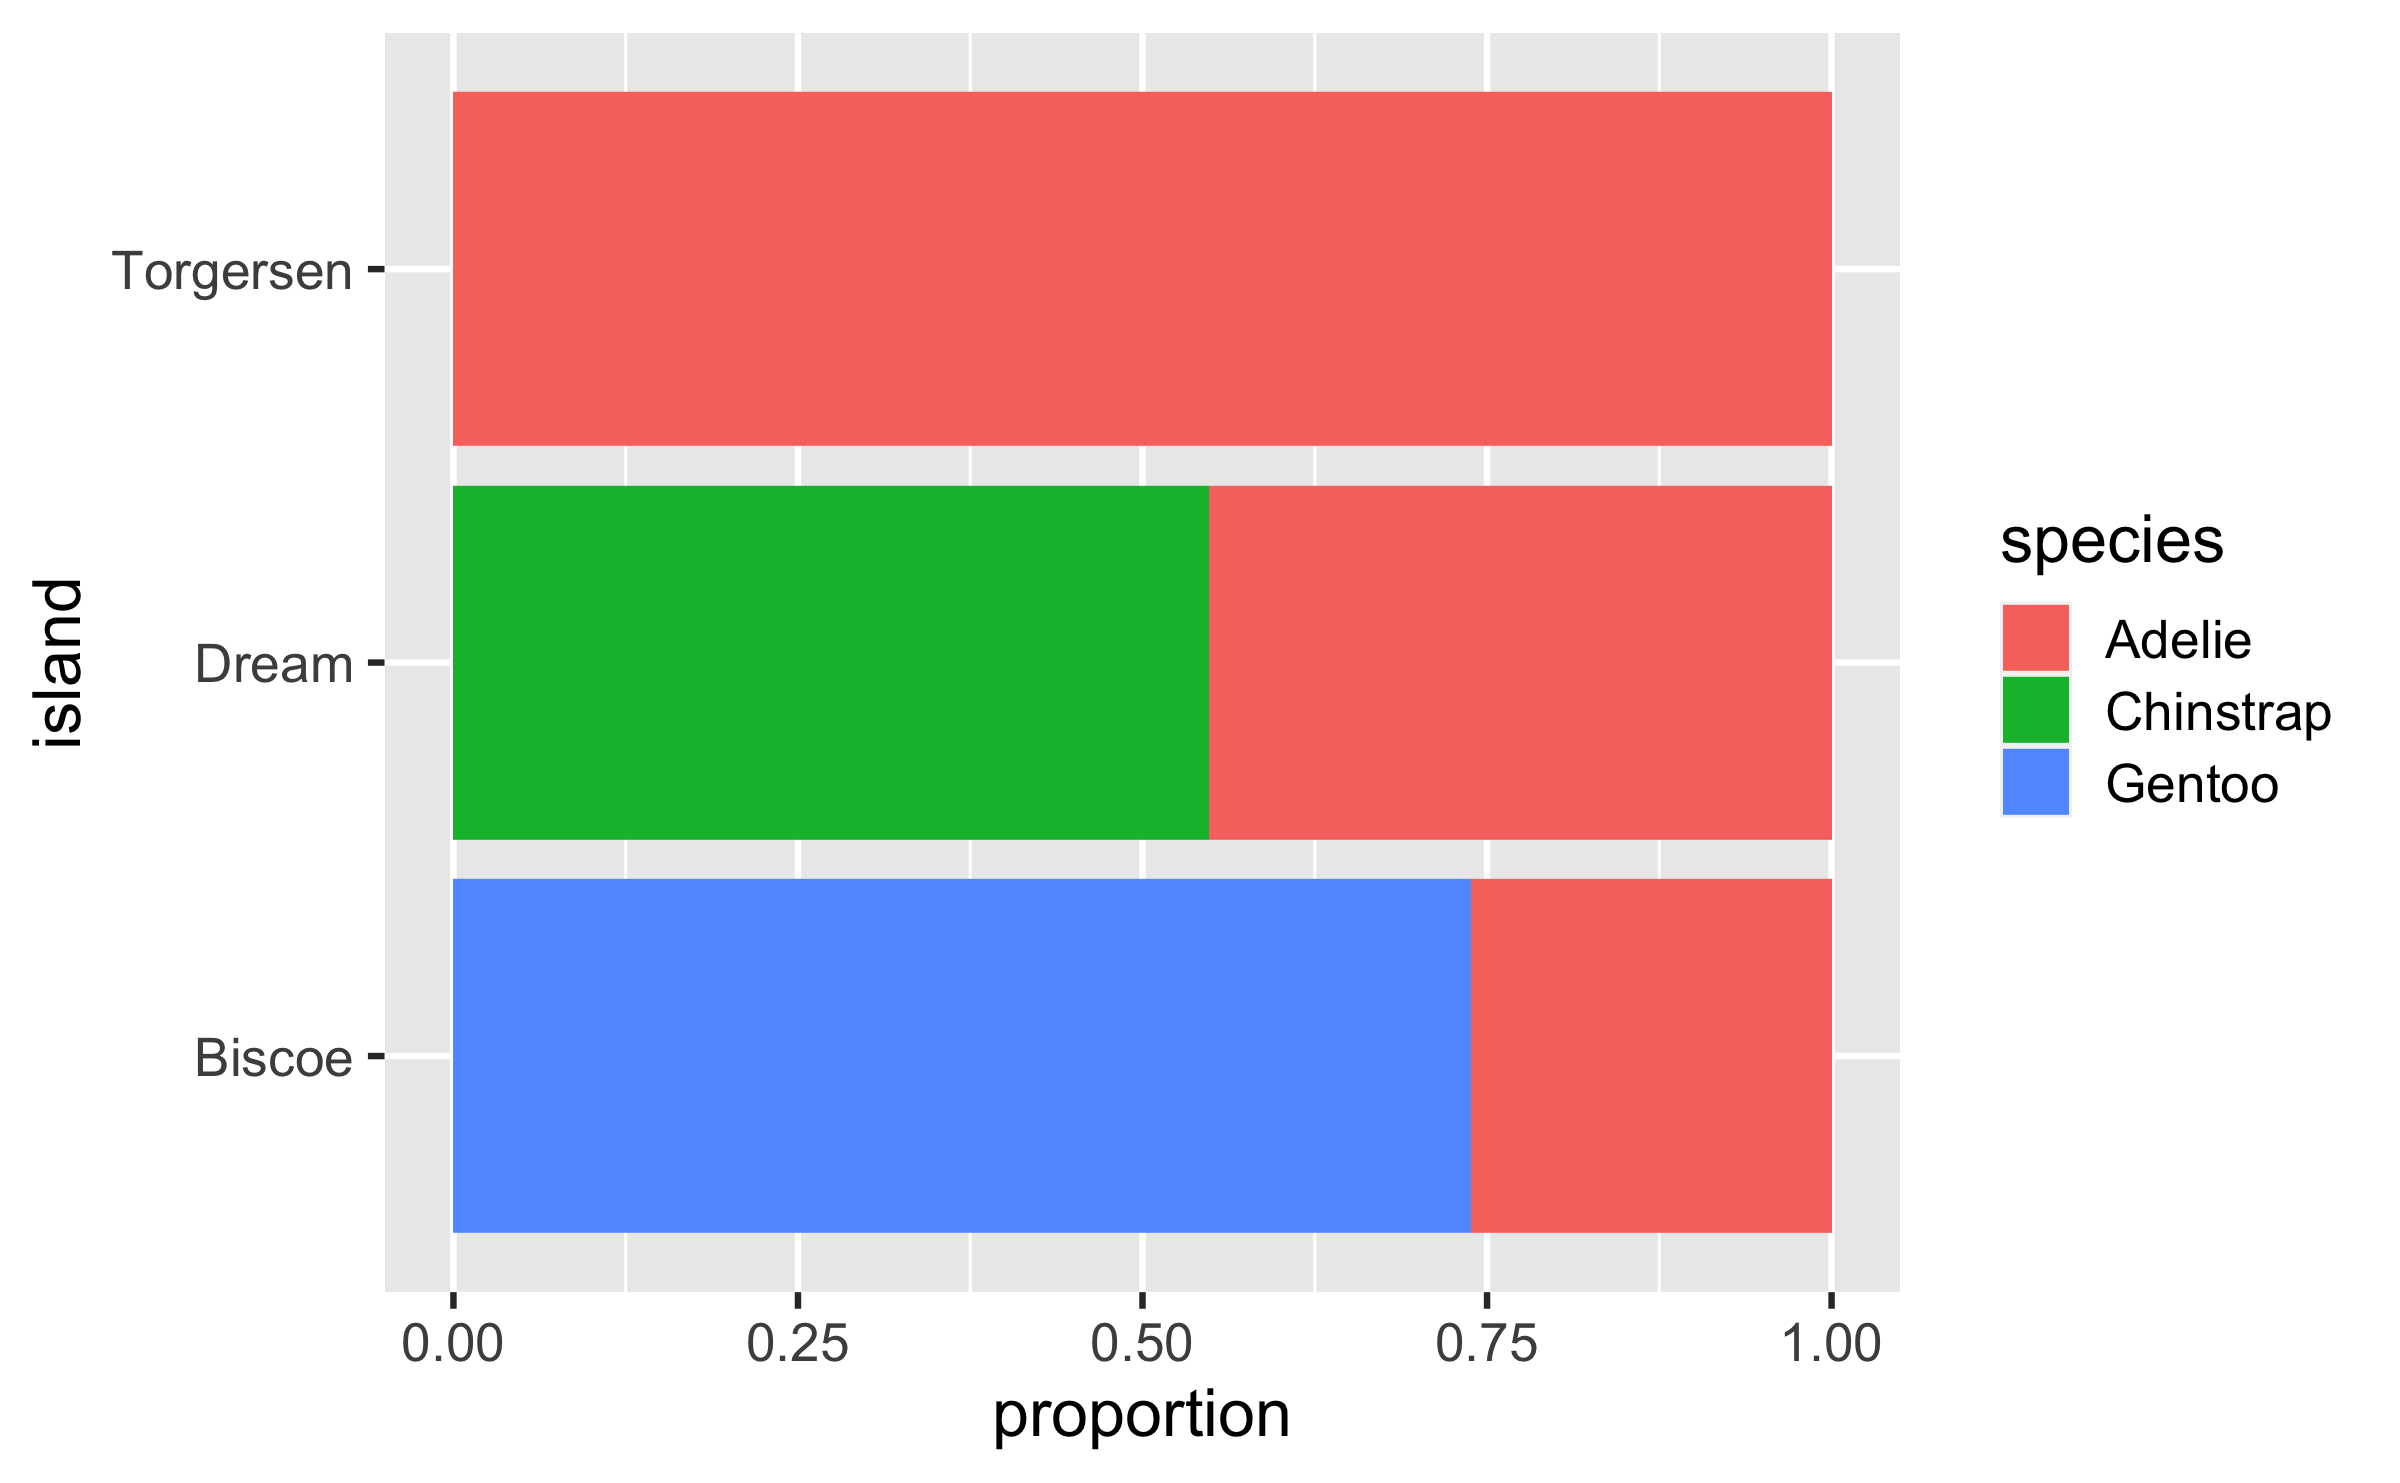 island
Torgersen
Dream
Biscoe
0.00 0.25 0.50 0.75 1.00
proportion
species
Adelie
Chinstrap
Gentoo